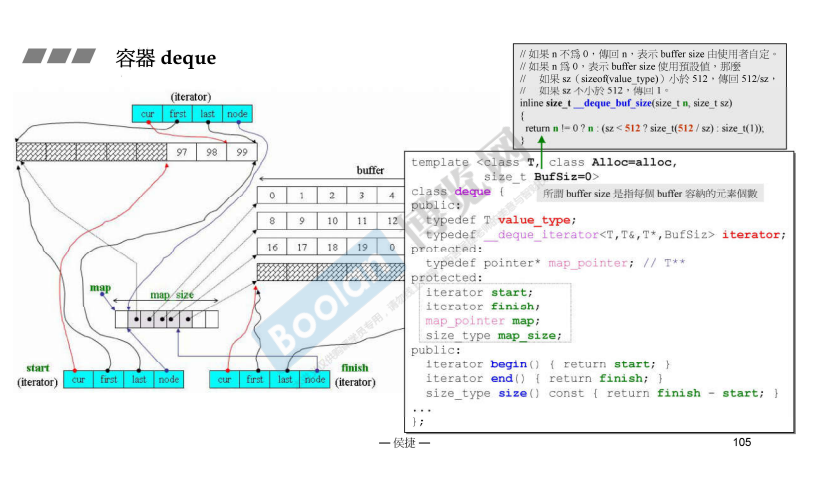 容器 deque
(iterator)
cur first last node
97 98 99
buffer
0 1 2 3 4
8 9 10 11 12
16 17 18 19 0
map
map size
start
(iterator)
cur first last node
cur first last node
finish
(iterator)
// 如果 n 不為 0，傳回 n，表示 buffer size 由使用者自定。
// 如果 n 為 0，表示 buffer size 使用預設值，那麼
// 如果 sz（sizeof(value_type)）小於 512，傳回 512/sz，
// 如果 sz 不小於 512，傳回 1。
inline size_t __deque_buf_size(size_t n, size_t sz)
{
return n != 0 ? n : (sz < 512 ? size_t(512 / sz) : size_t(1));
}
template <class T, class Alloc=alloc,
size_t BufSiz=0>
class deque {
所謂 buffer size 是指每個 buffer 容納的元素個數
public:
typedef T value_type;
typedef __deque_iterator<T,T&,T*,BufSiz> iterator;
protected:
typedef pointer* map_pointer; // T**
protected:
iterator start;
iterator finish;
map_pointer map;
size_type map_size;
public:
iterator begin() { return start; }
iterator end() { return finish; }
size_type size() const { return finish - start; }
...
};
Boolan
博览网
— 侯捷 —
105